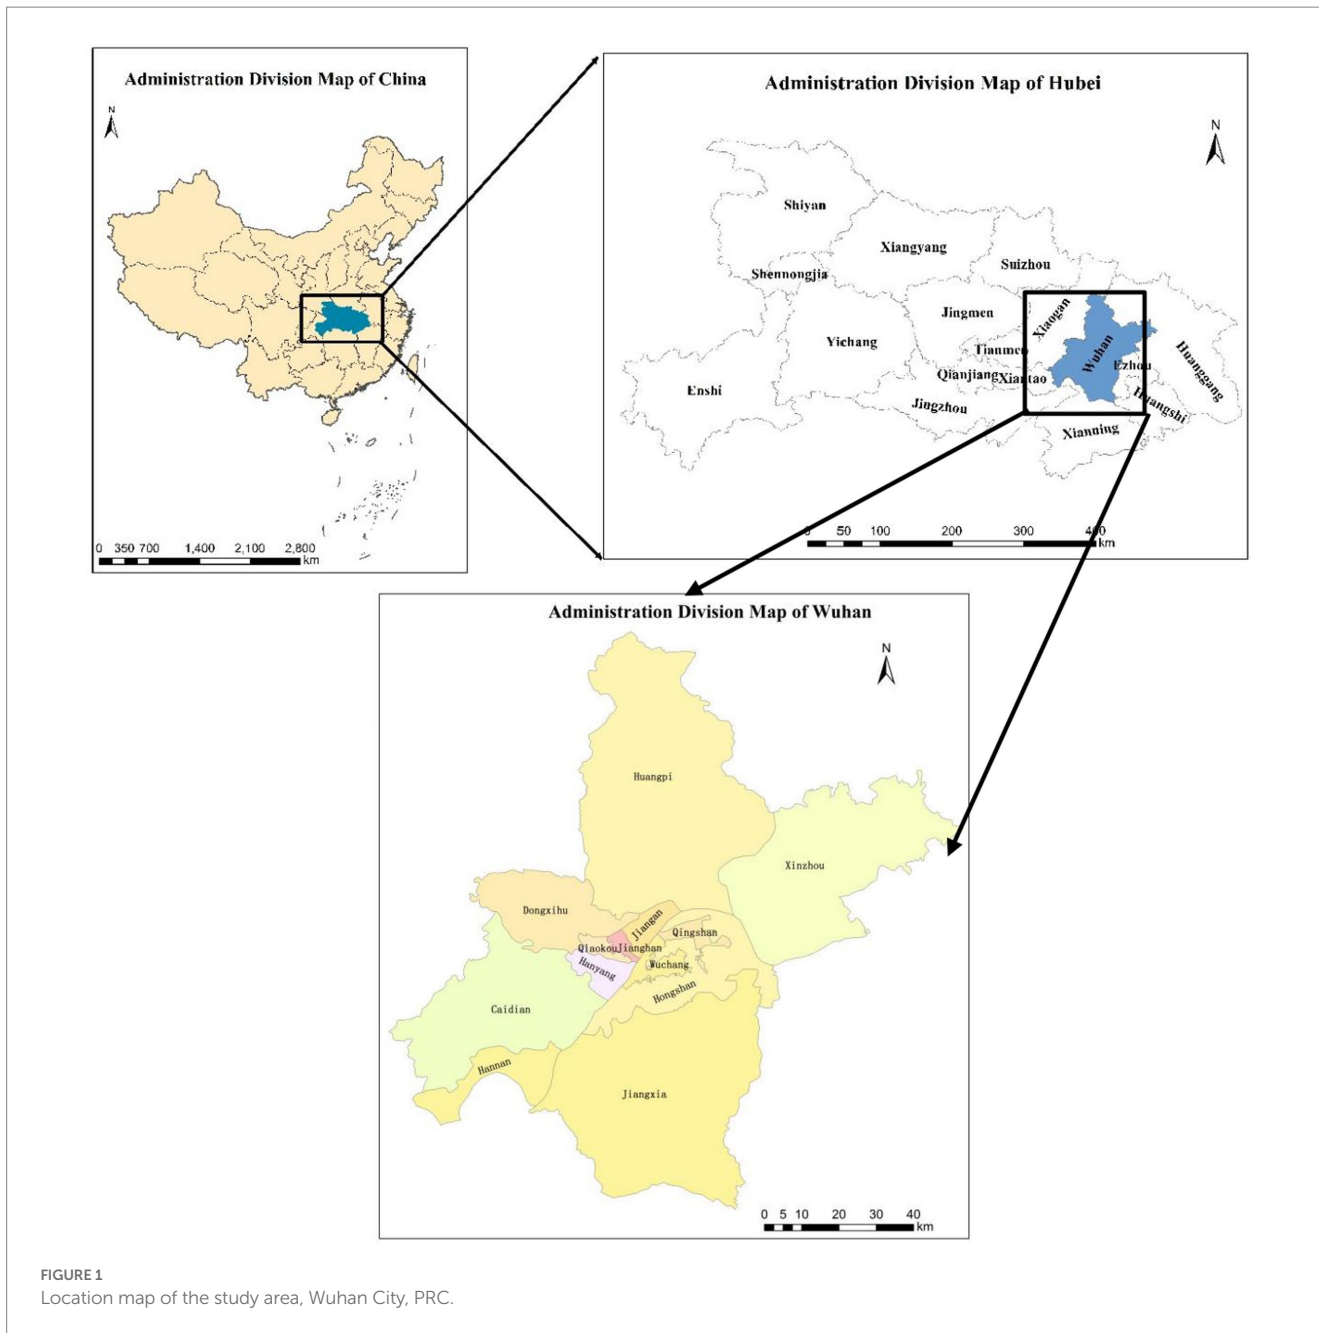 Administration Division Map of China
N
0 350 700 1,400 2,100 2,800
km
Administration Division Map of Hubei
N
Shiyan
Xiangyang
Suizhou
Shennongjia
Jingmen
Xiaogan
Yichang
Tianmen
Wuhan
Huanggang
Ezhou
Qianjiang
Xiantao
Enshi
Jingzhou
Huangshi
Xianning
0 50 100 200 300 400
km
Administration Division Map of Wuhan
N
Huangpi
Xinzhou
Dongxihu
Jiangan
Qingshan
Qiaokou
Jianghan
Hanyang
Wuchang
Hongshan
Caidian
Hannan
Jiangxia
0 5 10 20 30 40
km
FIGURE 1
Location map of the study area, Wuhan City, PRC.